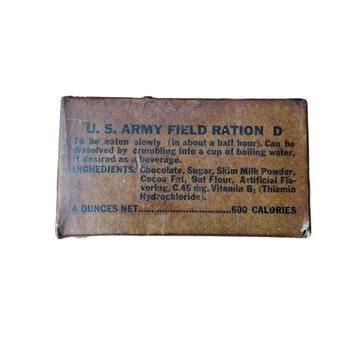 U. S. ARMY FIELD RATION D
To be eaten slowly (in about a half hour). Can be
dissolved by crumbling into a cup of boiling water,
if desired as a beverage.
INGREDIENTS: Chocolate, Sugar, Skim Milk Powder,
Cocoa Fat, Oat Flour, Artificial Fla-
voring, C.45 mg. Vitamin B₁ (Thiamin
Hydrochloride).
4 OUNCES NET................................600 CALORIES